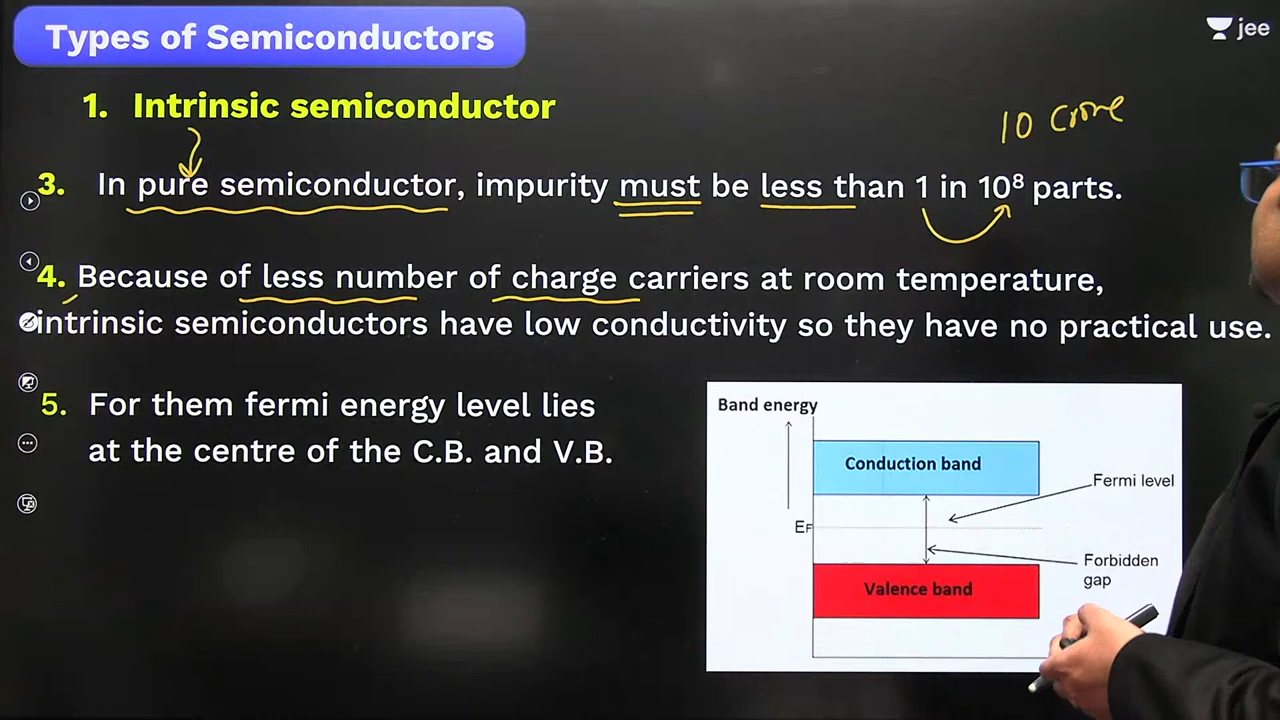 Types of Semiconductors
jee
1. Intrinsic semiconductor
10 Crore
3. In pure semiconductor, impurity must be less than 1 in 10⁸ parts.
4. Because of less number of charge carriers at room temperature,
intrinsic semiconductors have low conductivity so they have no practical use.
5. For them fermi energy level lies
at the centre of the C.B. and V.B.
Band energy
Conduction band
Fermi level
EF
Forbidden
gap
Valence band